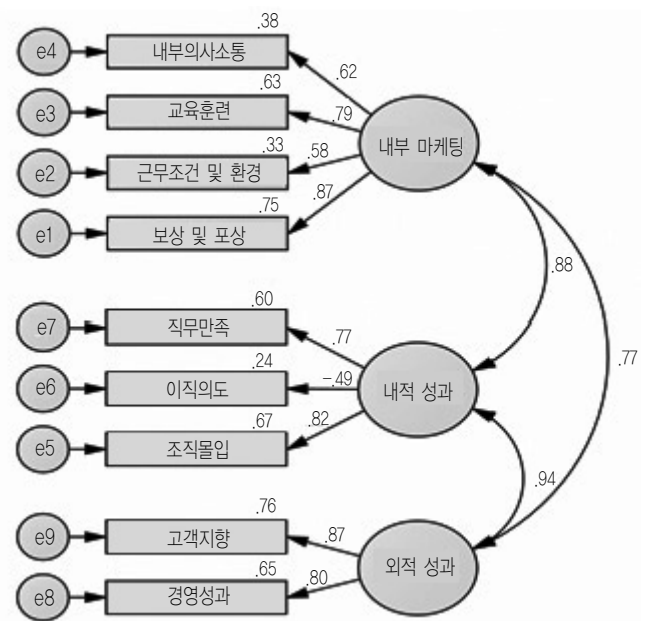 .38
e4
내부의사소통
.62
.63
e3
교육훈련
.79
내부 마케팅
.33
.58
e2
근무조건 및 환경
.87
.75
e1
보상 및 포상
.88
.60
e7
직무만족
.77
.77
.24
e6
이직의도
-.49
내적 성과
.67
.82
e5
조직몰입
.94
.76
e9
고객지향
.87
외적 성과
.65
.80
e8
경영성과